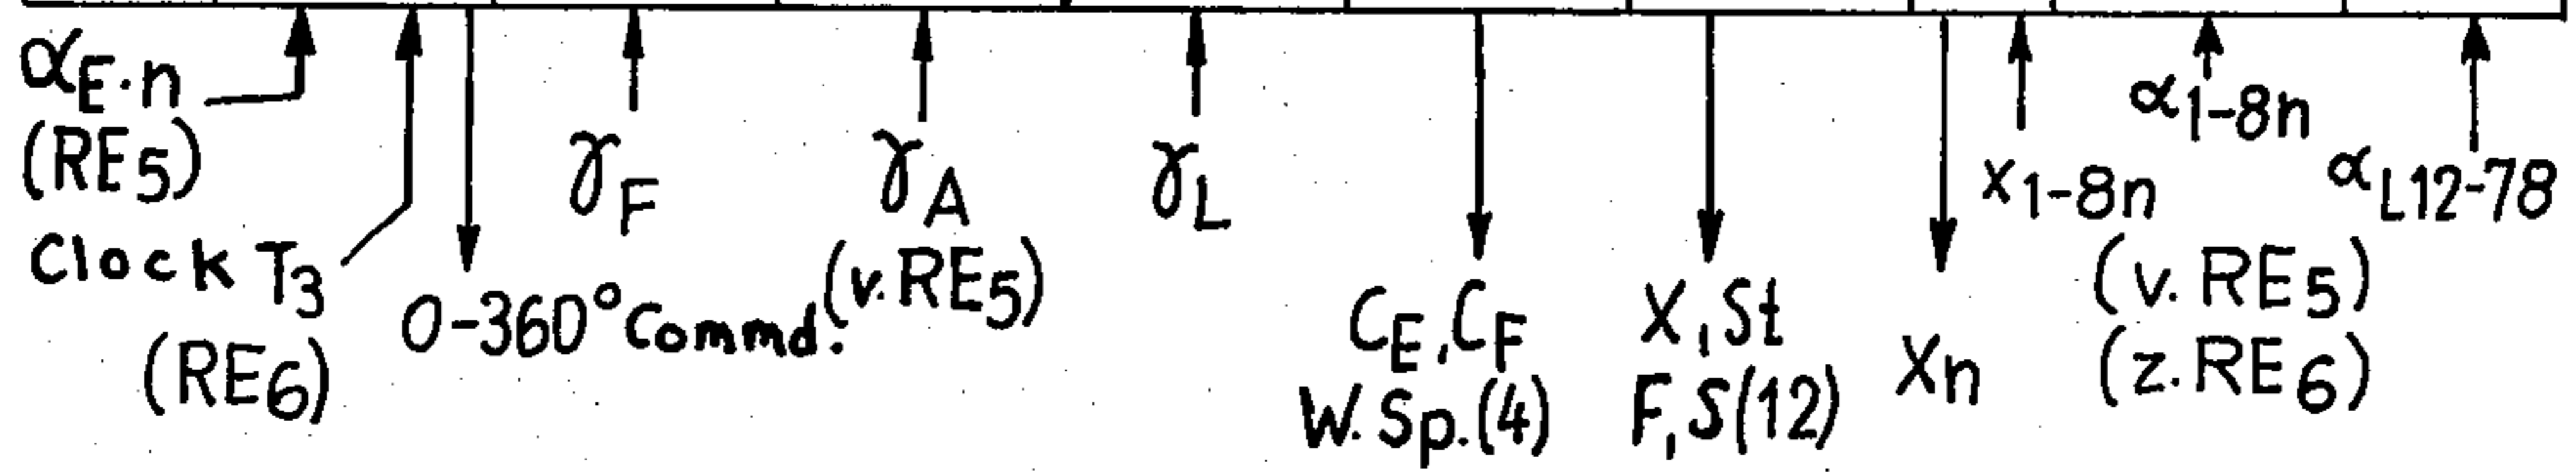 α_E·n
(RE5)
Clock T3
(RE6)
0-360° Commd.
γF
γA
(v. RE5)
γL
CE, CF
W. Sp. (4)
X, St
F, S(12)
Xn
x1-8n
α1-8n
αL12-78
(v. RE5)
(z. RE6)